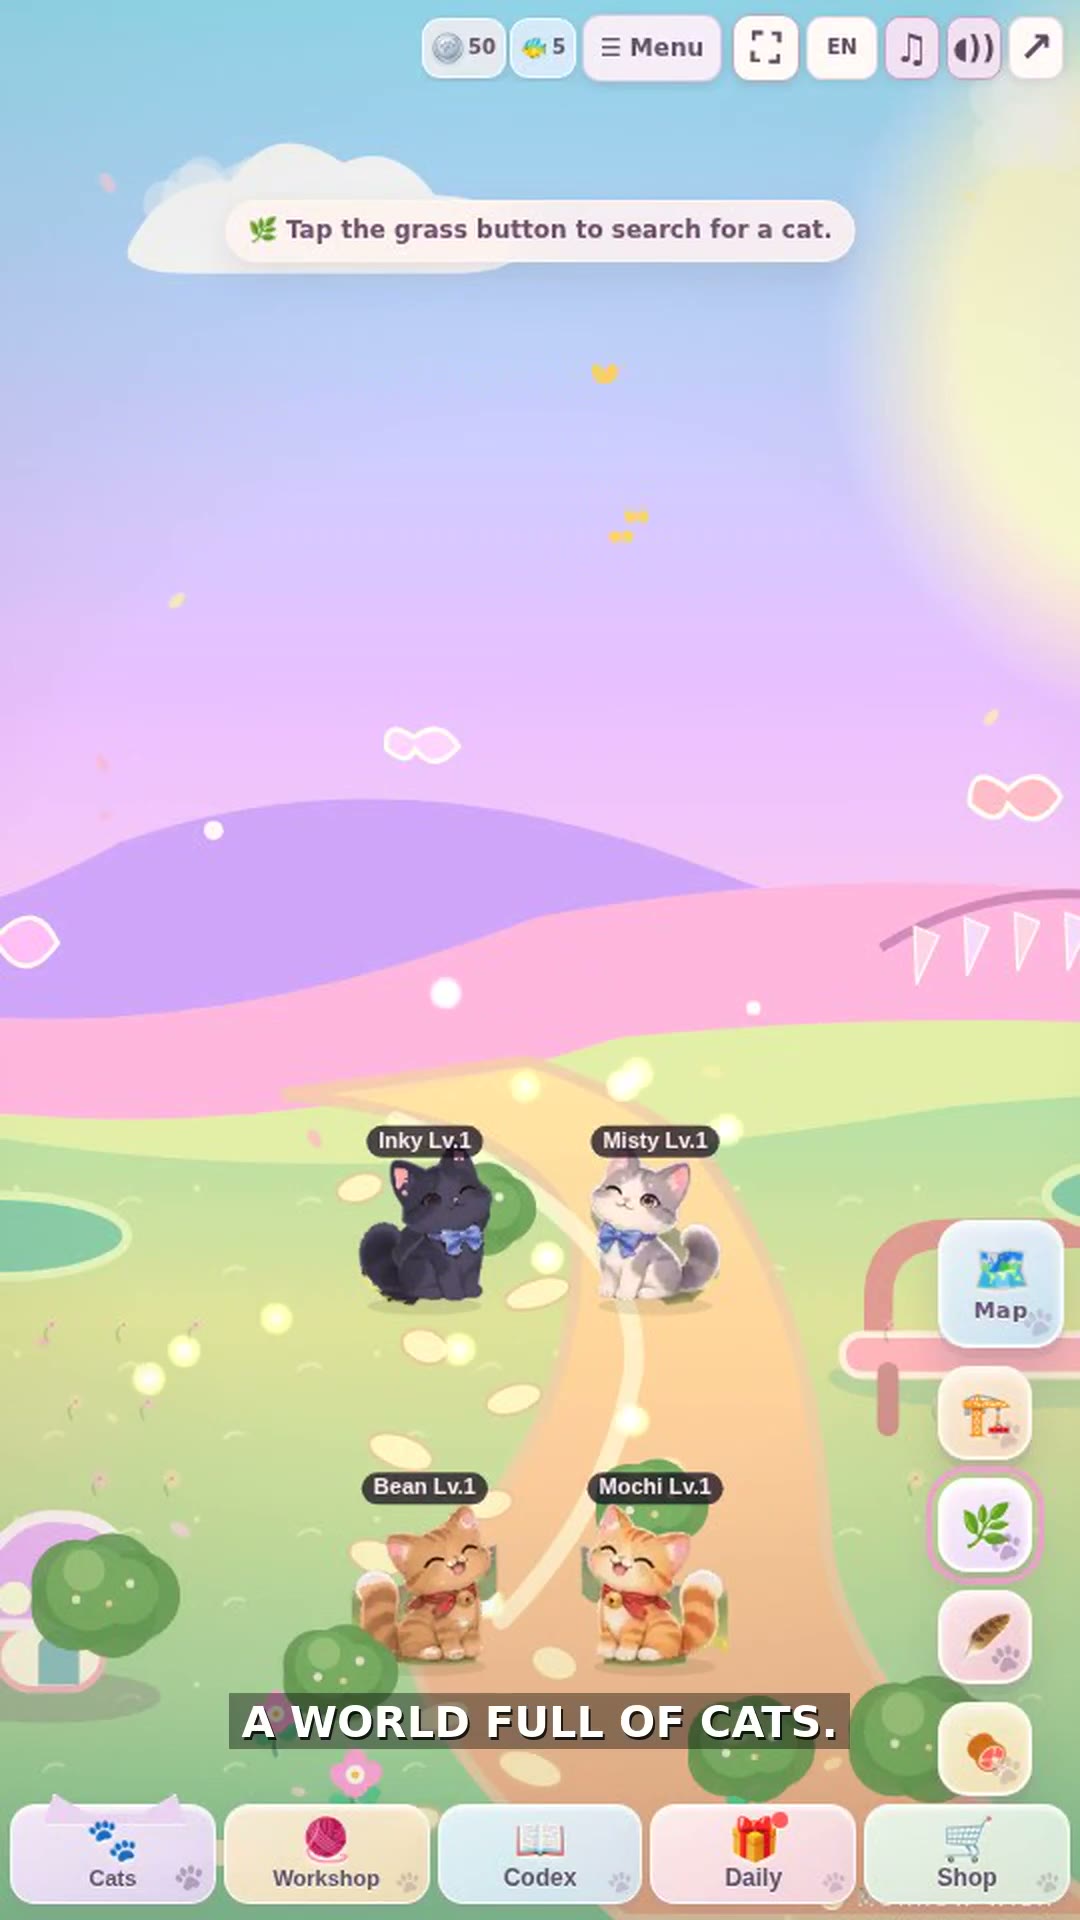 50
5
☰ Menu
EN
🌿 Tap the grass button to search for a cat.
Inky Lv.1
Misty Lv.1
Map
Bean Lv.1
Mochi Lv.1
A WORLD FULL OF CATS.
Cats
Workshop
Codex
Daily
Shop